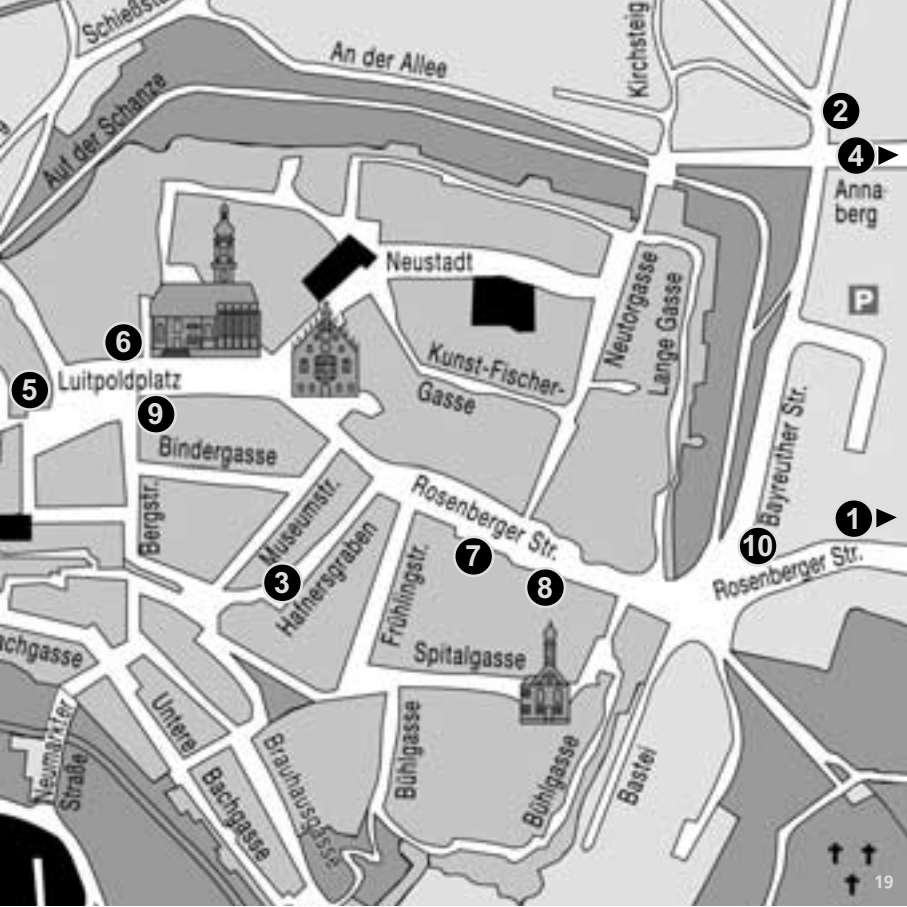 An der Allee
Kirchsteig
Auf der Schanze
2
4
Anna-
berg
P
Neustadt
Neutorgasse
Lange Gasse
Kunst-Fischer-
Gasse
6
5
Luitpoldplatz
9
Bindergasse
Bergstr.
Museumstr.
3
Hafnersgraben
Rosenberger Str.
7
8
Frühlingstr.
Spitalgasse
Bayreuther Str.
1
10
Rosenberger Str.
Neumarkter
Straße
Untere
Bachgasse
Brauhausgasse
Bühlgasse
Bühlgasse
Bastei
19